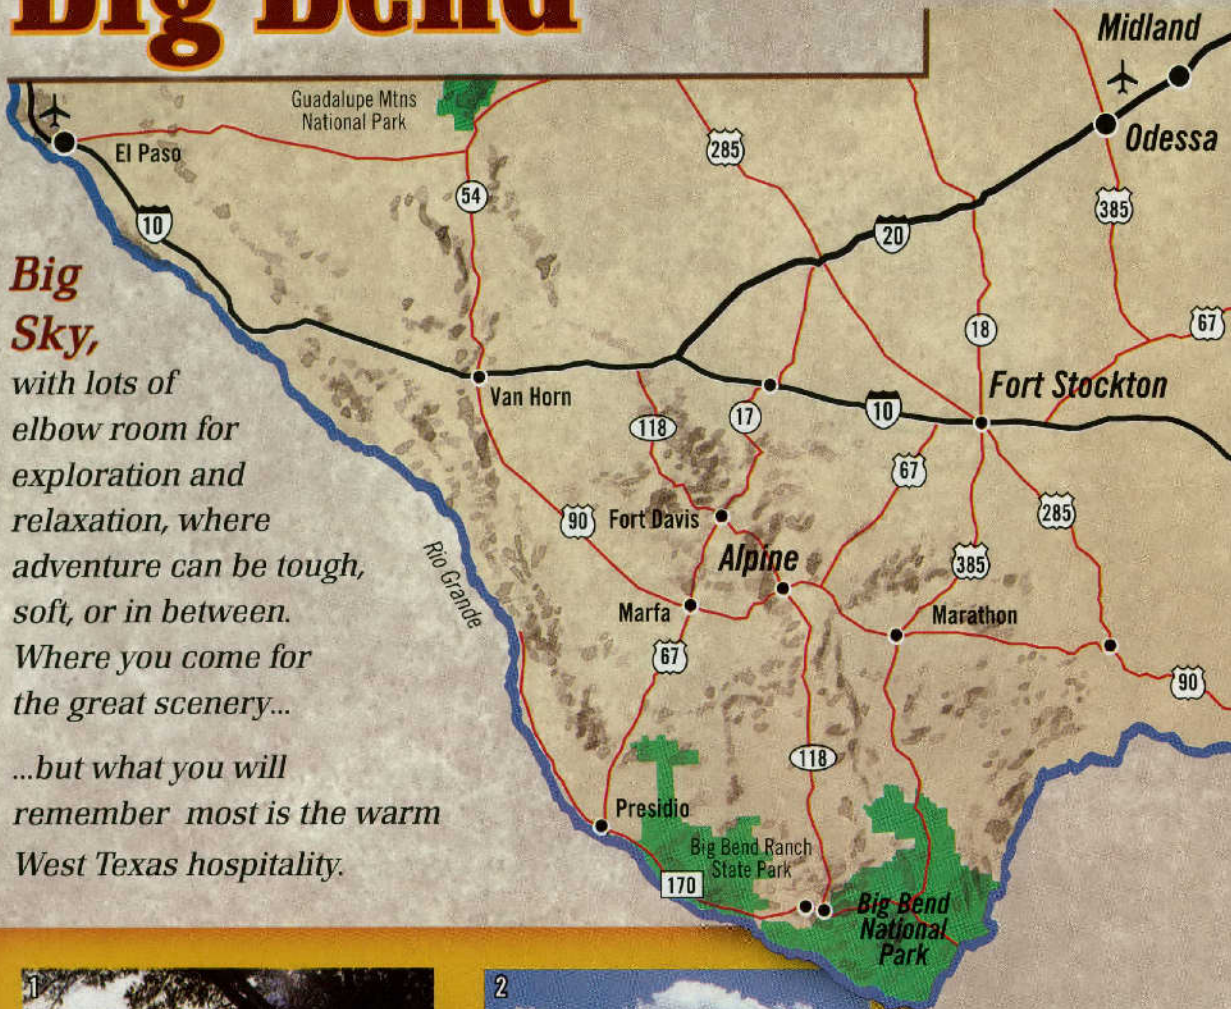 Big Bend
Midland
Odessa
Guadalupe Mtns
National Park
El Paso
285
54
385
10
20
Big
Sky,
with lots of
elbow room for
exploration and
relaxation, where
adventure can be tough,
soft, or in between.
Where you come for
the great scenery...
...but what you will
remember most is the warm
West Texas hospitality.
67
18
Van Horn
Fort Stockton
10
17
118
67
90
Fort Davis
285
Alpine
385
Rio Grande
Marfa
Marathon
67
90
118
Presidio
Big Bend Ranch
State Park
170
Big Bend
National
Park
1
2